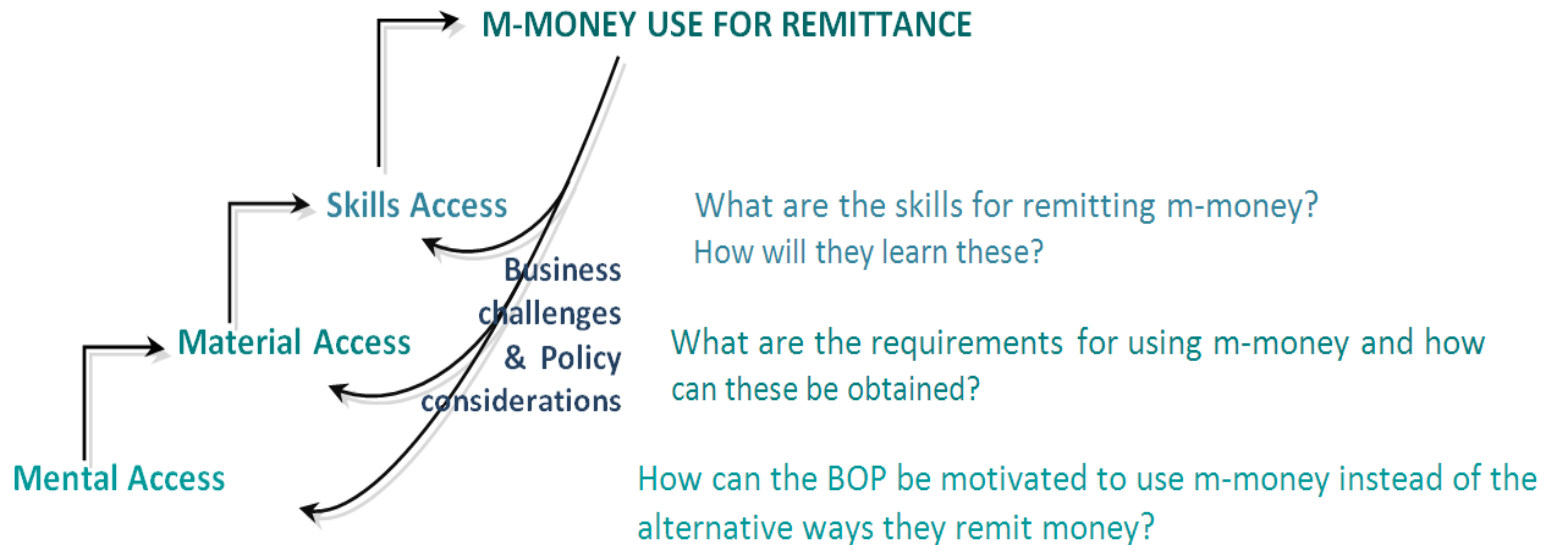 M-MONEY USE FOR REMITTANCE
Skills Access
What are the skills for remitting m-money?
How will they learn these?
Business
challenges
& Policy
considerations
Material Access
What are the requirements for using m-money and how
can these be obtained?
Mental Access
How can the BOP be motivated to use m-money instead of the
alternative ways they remit money?